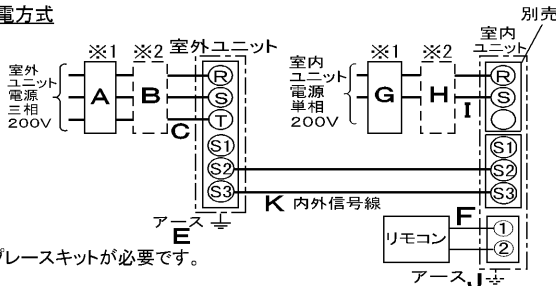 電方式
別売
※1 ※2 室外ユニット
※1 ※2 室内ユニット
室外
ユニット
電源
三相
200V
A
B
C
R
S
T
S1
S2
S3
室内
ユニット
電源
単相
200V
G
H
I
R
S
S1
S2
S3
K 内外信号線
アース
E
F
リモコン
1
2
プレースキットが必要です。
アース J